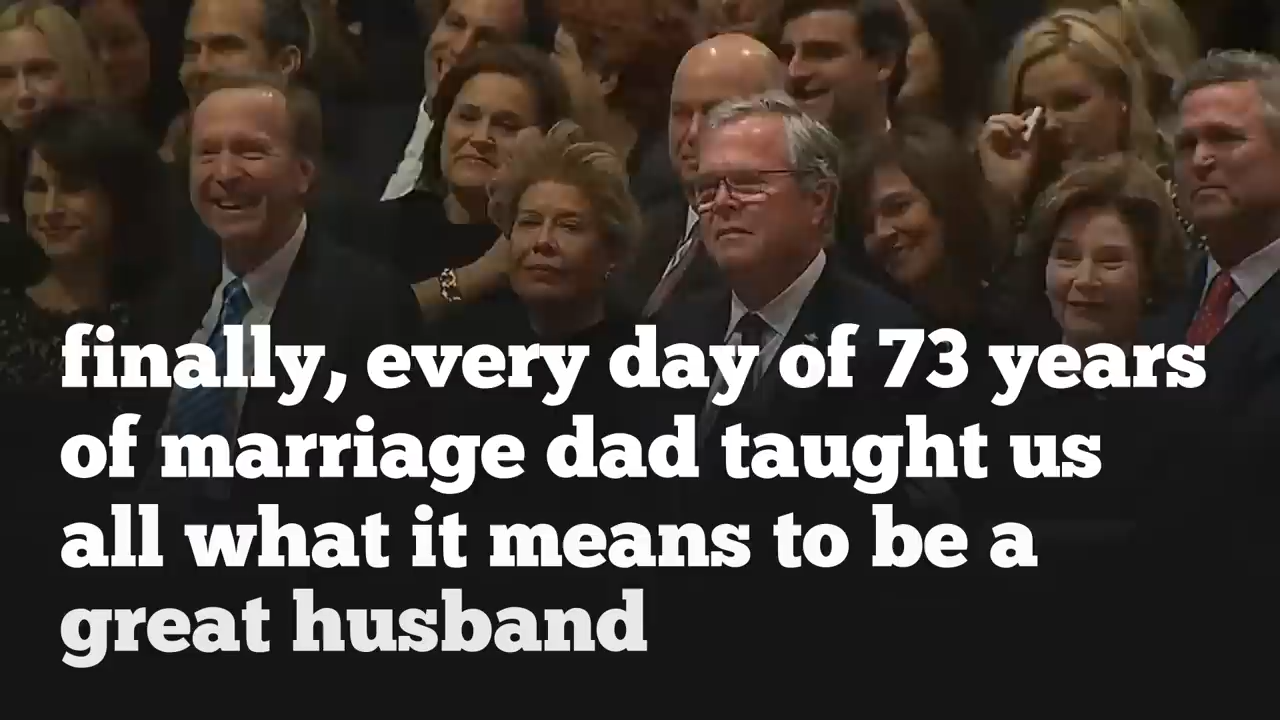 finally, every day of 73 years
of marriage dad taught us
all what it means to be a
great husband